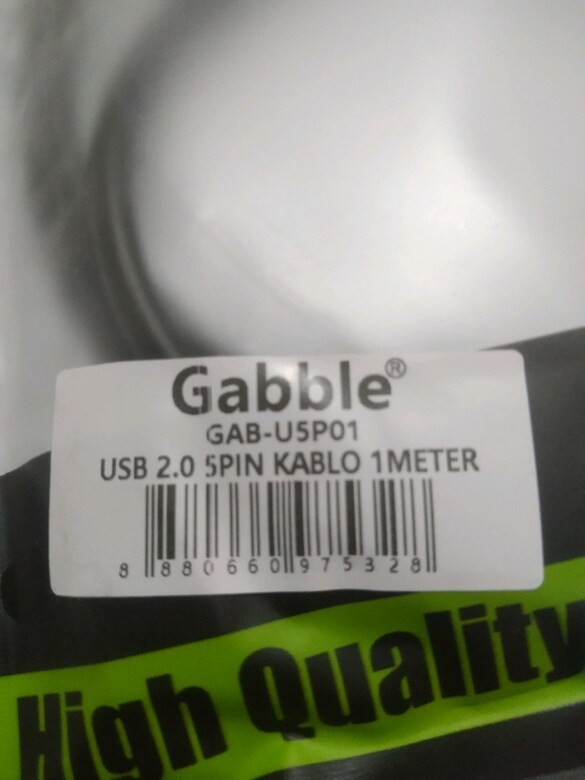 Gabble®
GAB-U5P01
USB 2.0 5PIN KABLO 1METER
8 880660 975328
High Quality